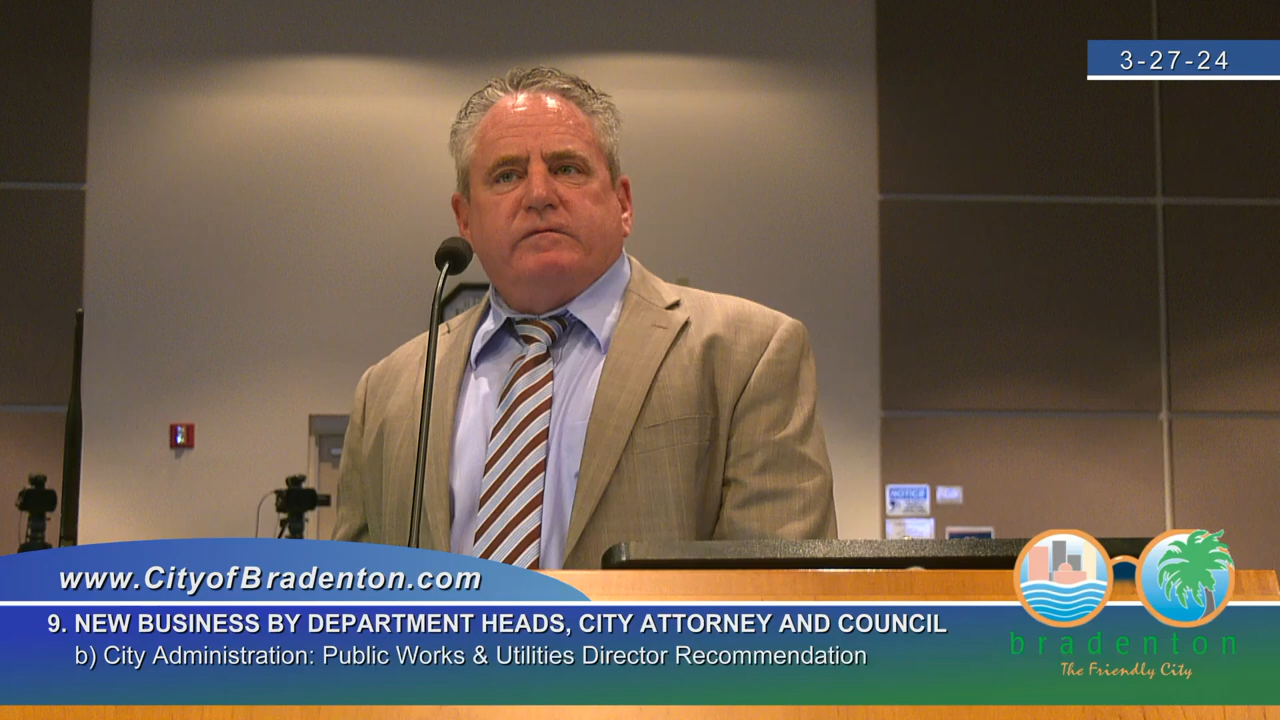 3-27-24
NOTICE
www.CityofBradenton.com
9. NEW BUSINESS BY DEPARTMENT HEADS, CITY ATTORNEY AND COUNCIL
b) City Administration: Public Works & Utilities Director Recommendation
bradenton
The Friendly City